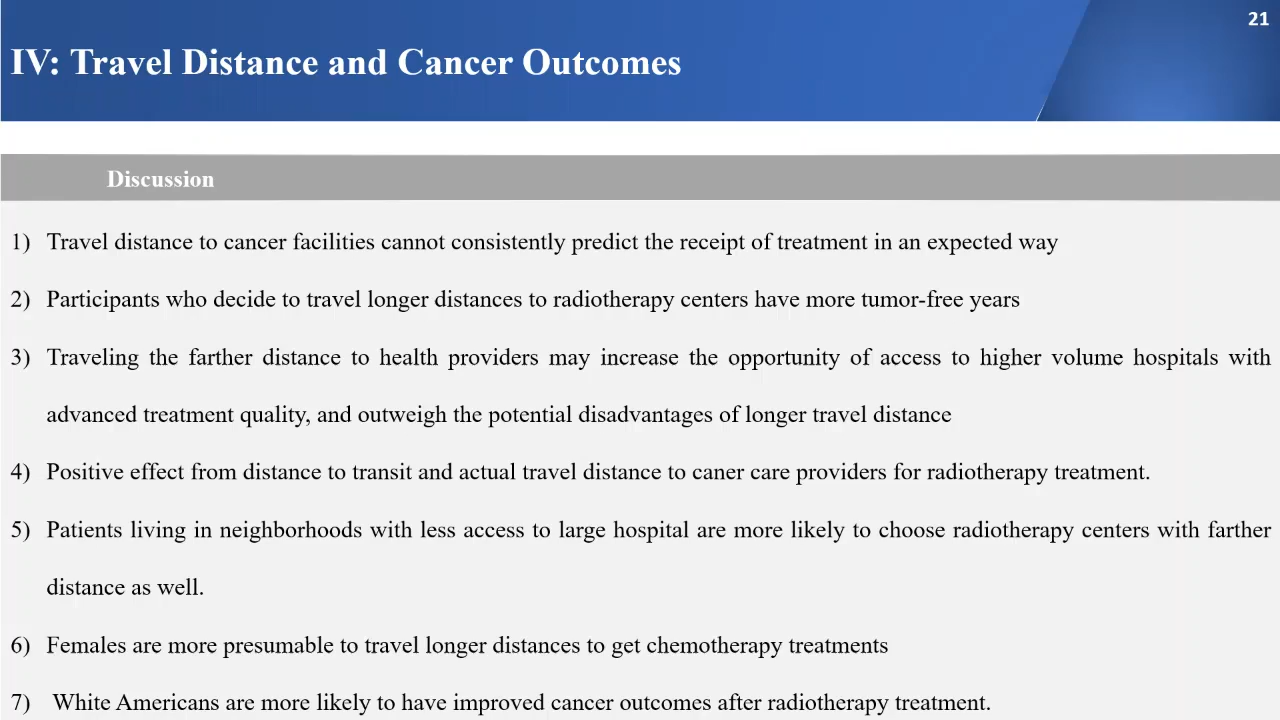 21
IV: Travel Distance and Cancer Outcomes
Discussion
1) Travel distance to cancer facilities cannot consistently predict the receipt of treatment in an expected way
2) Participants who decide to travel longer distances to radiotherapy centers have more tumor-free years
3) Traveling the farther distance to health providers may increase the opportunity of access to higher volume hospitals with
advanced treatment quality, and outweigh the potential disadvantages of longer travel distance
4) Positive effect from distance to transit and actual travel distance to caner care providers for radiotherapy treatment.
5) Patients living in neighborhoods with less access to large hospital are more likely to choose radiotherapy centers with farther
distance as well.
6) Females are more presumable to travel longer distances to get chemotherapy treatments
7) White Americans are more likely to have improved cancer outcomes after radiotherapy treatment.